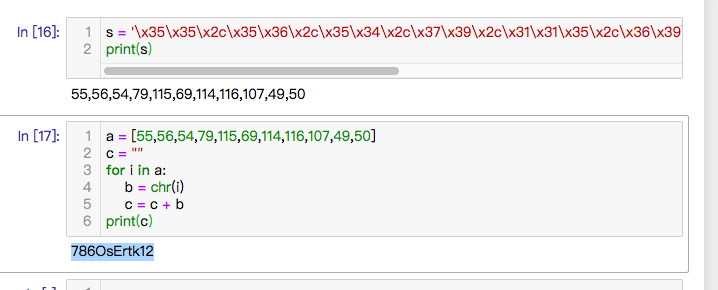 In [16]:
1 s = '\x35\x35\x2c\x35\x36\x2c\x35\x34\x2c\x37\x39\x2c\x31\x31\x35\x2c\x36\x39
2 print(s)
55,56,54,79,115,69,114,116,107,49,50
In [17]:
1 a = [55,56,54,79,115,69,114,116,107,49,50]
2 c = ""
3 for i in a:
4     b = chr(i)
5     c = c + b
6 print(c)
786OsErtk12
1